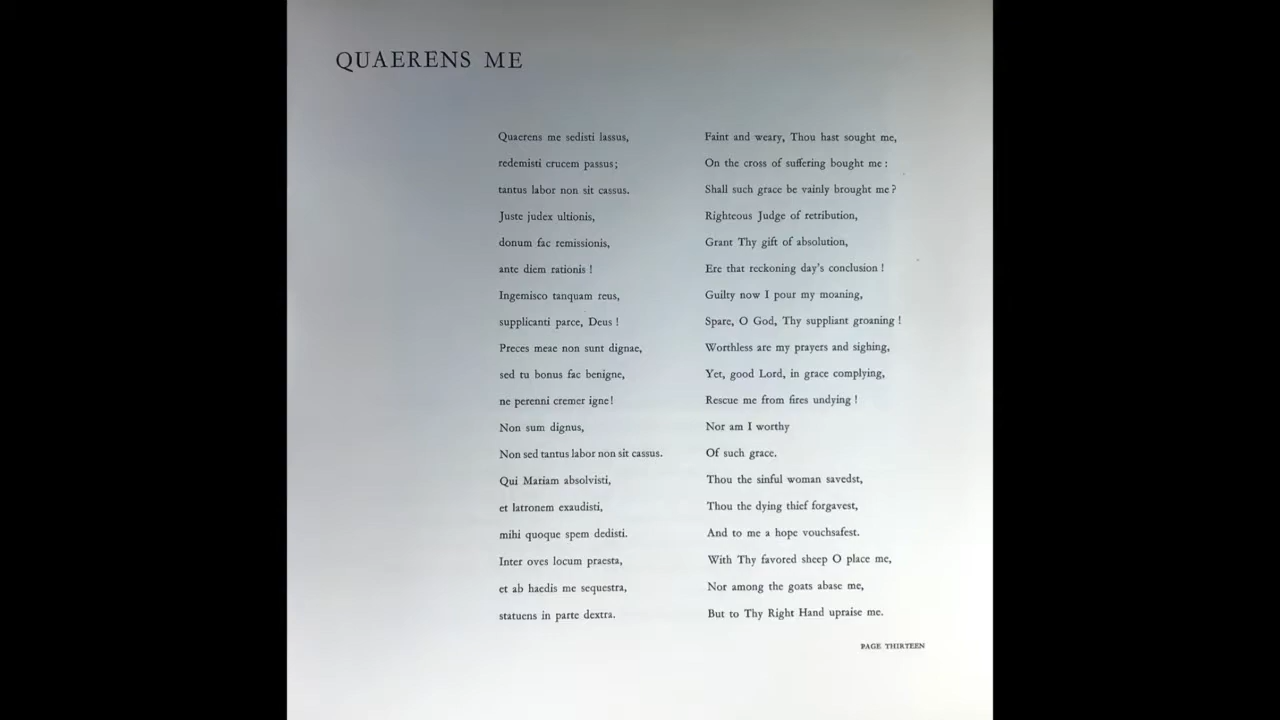 QUAERENS ME
Quaerens me sedisti lassus,
redemisti crucem passus;
tantus labor non sit cassus.
Juste judex ultionis,
donum fac remissionis,
ante diem rationis !
Ingemisco tanquam reus,
supplicanti parce, Deus !
Preces meae non sunt dignae,
sed tu bonus fac benigne,
ne perenni cremer igne!
Non sum dignus,
Non sed tantus labor non sit cassus.
Qui Mariam absolvisti,
et latronem exaudisti,
mihi quoque spem dedisti.
Inter oves locum praesta,
et ab haedis me sequestra,
statuens in parte dextra.
Faint and weary, Thou hast sought me,
On the cross of suffering bought me :
Shall such grace be vainly brought me ?
Righteous Judge of retribution,
Grant Thy gift of absolution,
Ere that reckoning day's conclusion !
Guilty now I pour my moaning,
Spare, O God, Thy suppliant groaning !
Worthless are my prayers and sighing,
Yet, good Lord, in grace complying,
Rescue me from fires undying !
Nor am I worthy
Of such grace.
Thou the sinful woman savedst,
Thou the dying thief forgavest,
And to me a hope vouchsafest.
With Thy favored sheep O place me,
Nor among the goats abase me,
But to Thy Right Hand upraise me.
PAGE THIRTEEN